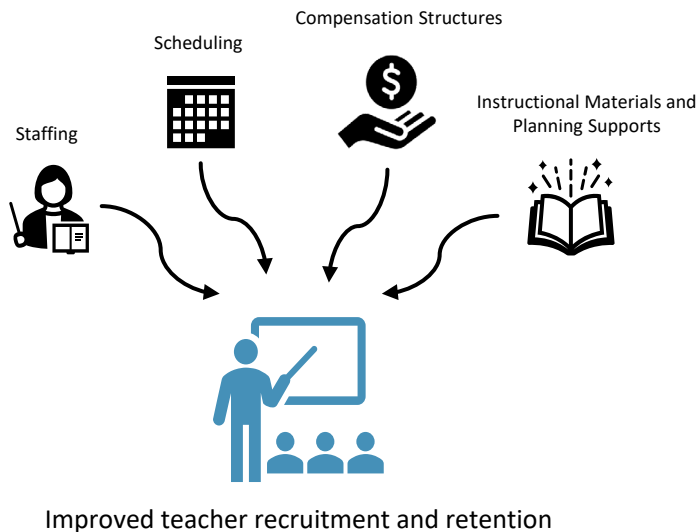 Compensation Structures
Scheduling
Instructional Materials and
Planning Supports
Staffing
$
Improved teacher recruitment and retention